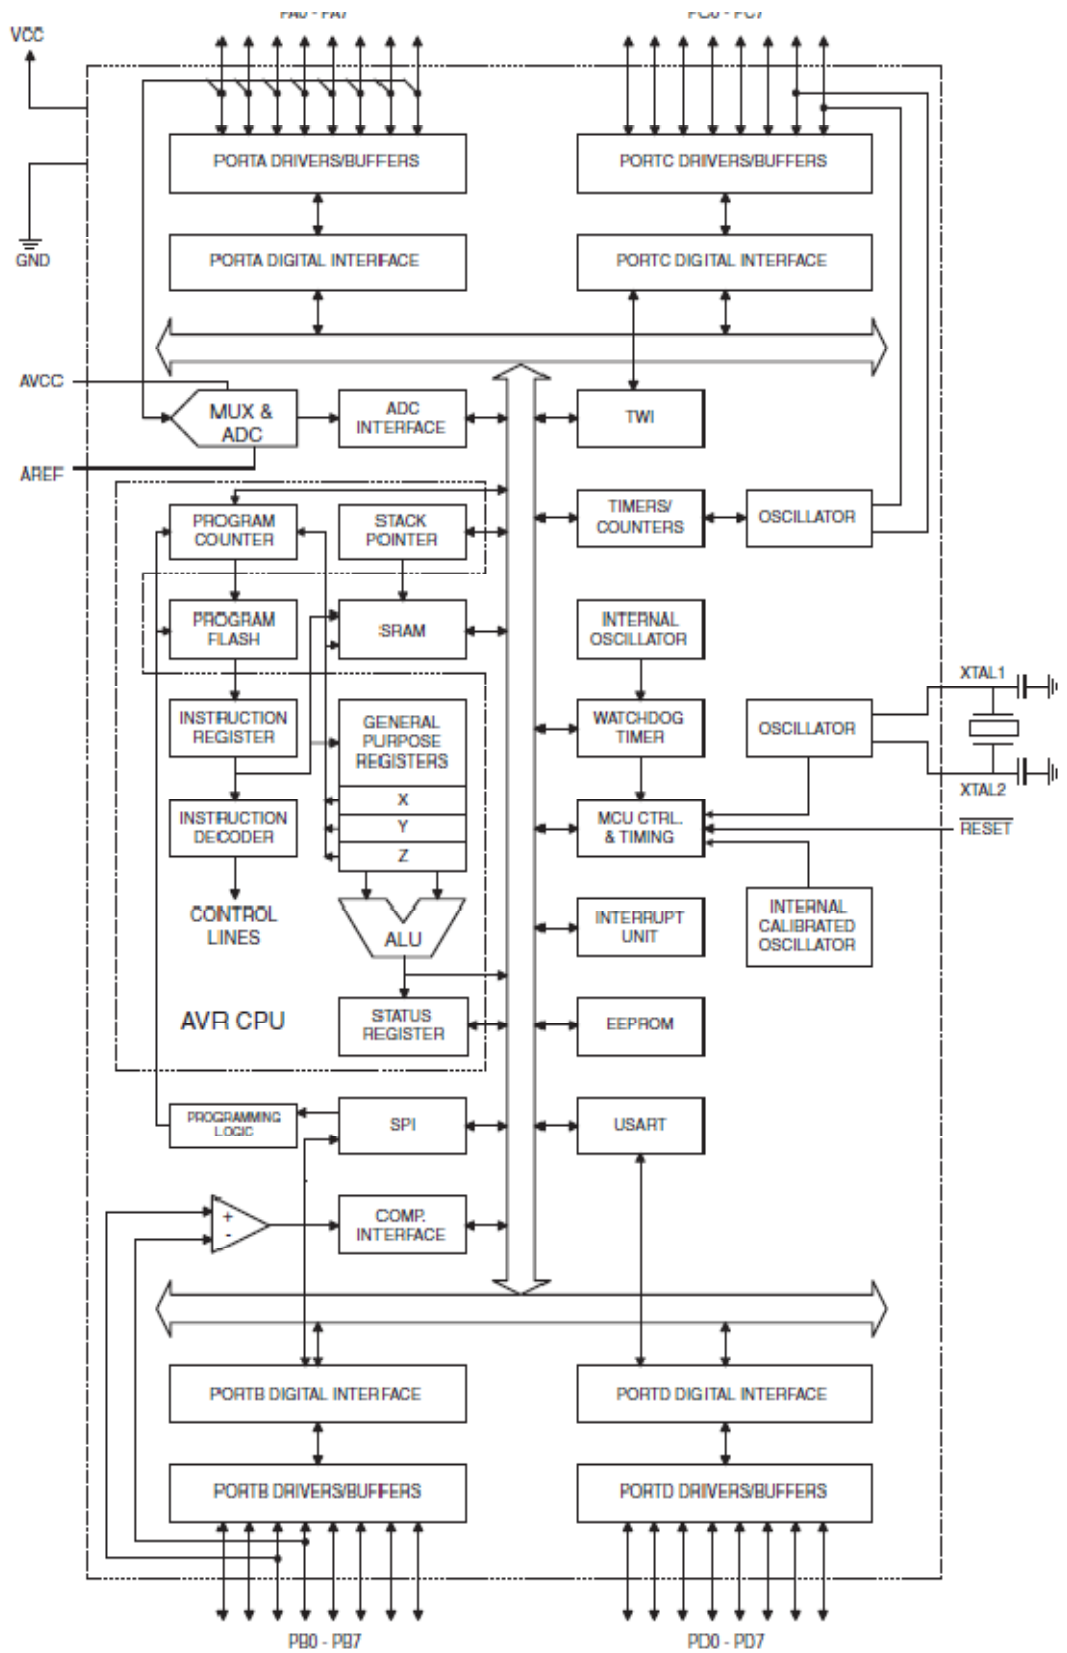 PA0 - PA7
PC0 - PC7
VCC
PORTA DRIVERS/BUFFERS
PORTC DRIVERS/BUFFERS
GND
PORTA DIGITAL INTERFACE
PORTC DIGITAL INTERFACE
AVCC
MUX &
ADC
ADC
INTERFACE
TWI
AREF
PROGRAM
COUNTER
STACK
POINTER
TIMERS/
COUNTERS
OSCILLATOR
PROGRAM
FLASH
SRAM
INTERNAL
OSCILLATOR
XTAL1
INSTRUCTION
REGISTER
GENERAL
PURPOSE
REGISTERS
WATCHDOG
TIMER
OSCILLATOR
XTAL2
X
INSTRUCTION
DECODER
Y
Z
MCU CTRL.
& TIMING
RESET
CONTROL
LINES
ALU
INTERRUPT
UNIT
INTERNAL
CALIBRATED
OSCILLATOR
AVR CPU
STATUS
REGISTER
EEPROM
PROGRAMMING
LOGIC
SPI
USART
+
-
COMP.
INTERFACE
PORTB DIGITAL INTERFACE
PORTD DIGITAL INTERFACE
PORTB DRIVERS/BUFFERS
PORTD DRIVERS/BUFFERS
PB0 - PB7
PD0 - PD7